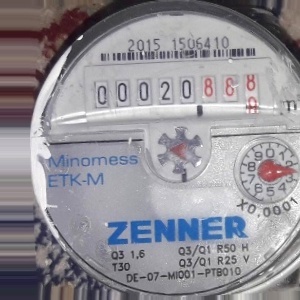 2015 1506410
00020
m
Minomess
ETK-M
X0,0001
ZENNER
Q3 1,6 Q3/Q1 R50 H
T30 Q3/Q1 R25 V
DE-07-MI001-PTB010